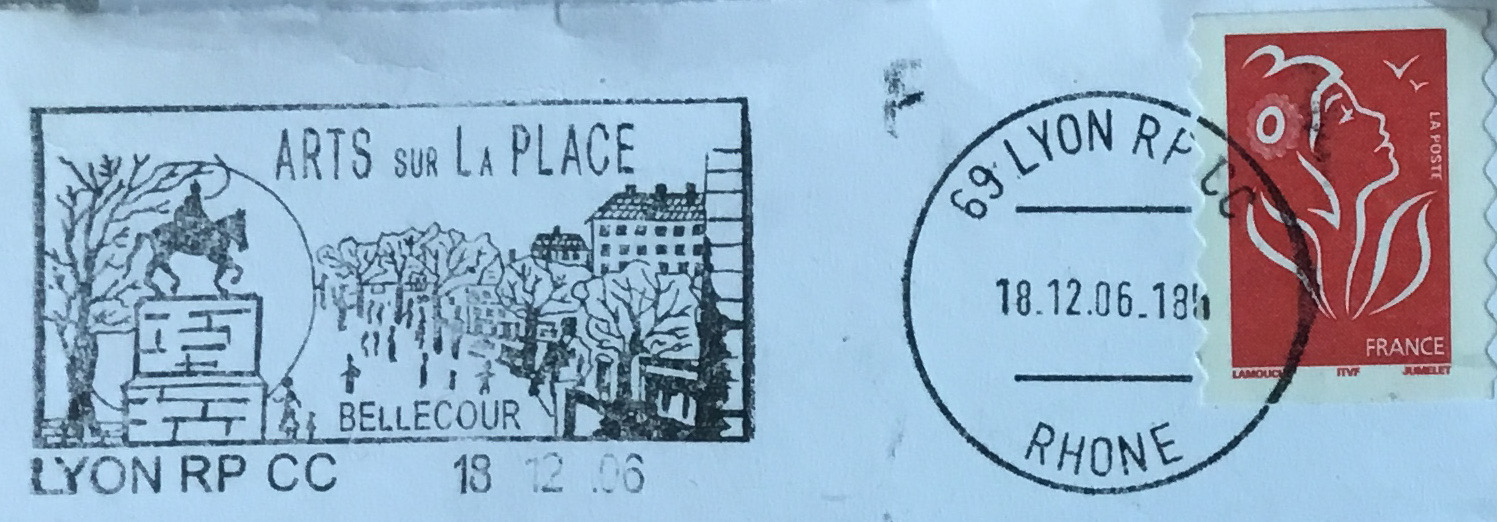 ARTS SUR LA PLACE
BELLECOUR
LYON RP CC 18 12 .06
69 LYON RP CC
18.12.06.18h
RHONE
LA POSTE
FRANCE
LAMOUCHE ITVF JUMELET